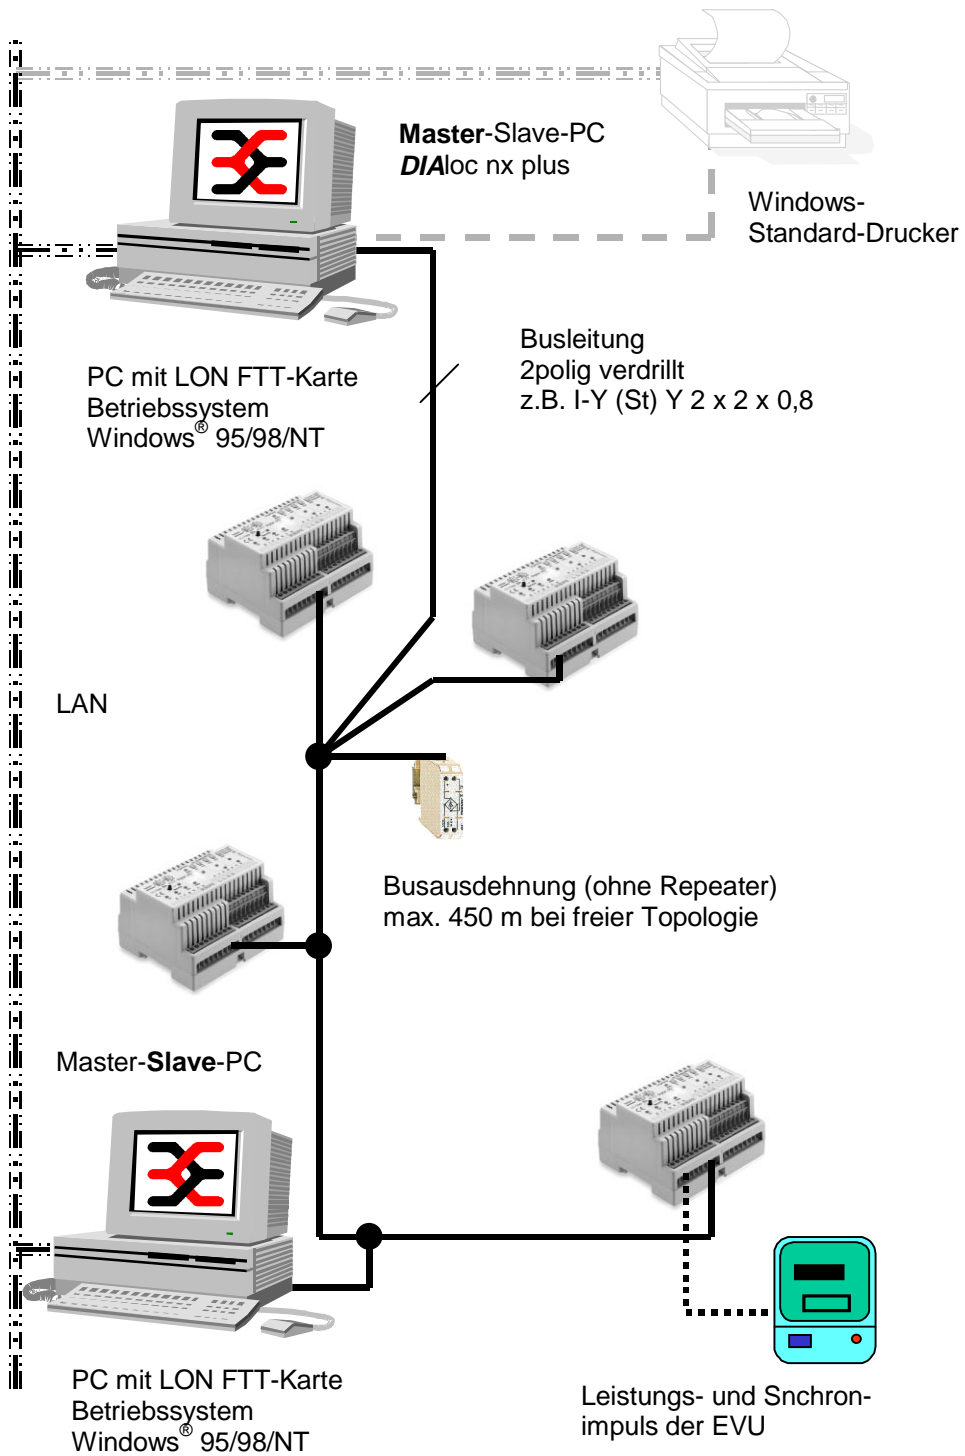 Master-Slave-PC
DIAloc nx plus
Windows-
Standard-Drucker
Busleitung
2polig verdrillt
z.B. I-Y (St) Y 2 x 2 x 0,8
PC mit LON FTT-Karte
Betriebssystem
Windows® 95/98/NT
LAN
Busausdehnung (ohne Repeater)
max. 450 m bei freier Topologie
Master-Slave-PC
PC mit LON FTT-Karte
Betriebssystem
Windows® 95/98/NT
Leistungs- und Snchron-
impuls der EVU